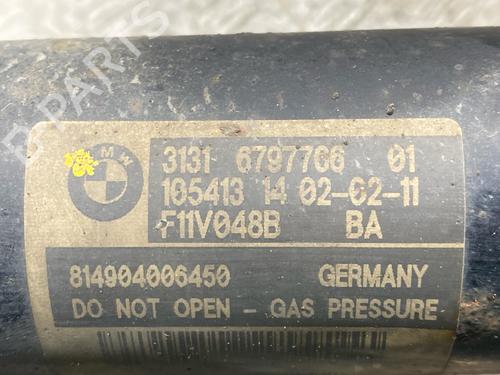 BMW
3131 6797766 01
105413 14 02-02-11
F11V048B BA
814904006450 GERMANY
DO NOT OPEN - GAS PRESSURE